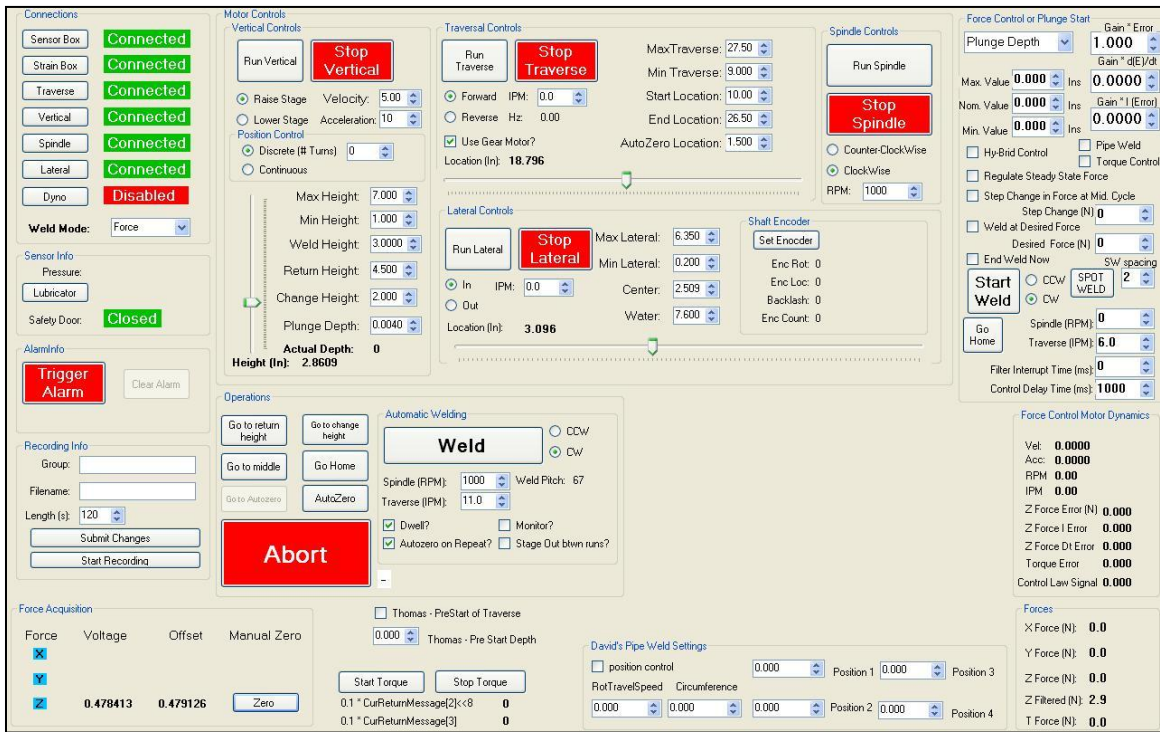 Connections
Sensor Box Connected
Strain Box Connected
Traverse Connected
Vertical Connected
Spindle Connected
Lateral Connected
Dyno Disabled
Weld Mode: Force
Sensor Info
Pressure:
Lubricator
Safety Door: Closed
AlarmInfo
Trigger Alarm
Clear Alarm
Recording Info
Group:
Filename:
Length (s): 120
Submit Changes
Start Recording
Motor Controls
Vertical Controls
Run Vertical
Stop Vertical
Raise Stage Velocity: 5.00
Lower Stage Acceleration: 10
Position Control
Discrete (# Turns) 0
Continuous
Max Height: 7.000
Min Height: 1.000
Weld Height: 3.0000
Return Height: 4.500
Change Height: 2.000
Plunge Depth: 0.0040
Actual Depth: 0
Height (In): 2.8609
Traversal Controls
Run Traverse
Stop Traverse
Forward IPM: 0.0
Reverse Hz: 0.00
Use Gear Motor?
Location (In): 18.796
MaxTraverse: 27.50
Min Traverse: 9.000
Start Location: 10.00
End Location: 26.50
AutoZero Location: 1.500
Spindle Controls
Run Spindle
Stop Spindle
Counter-ClockWise
ClockWise
RPM: 1000
Lateral Controls
Run Lateral
Stop Lateral
In IPM: 0.0
Out
Location (In): 3.096
Max Lateral: 6.350
Min Lateral: 0.200
Center: 2.509
Water: 7.600
Shaft Encoder
Set Enocder
Enc Rot: 0
Enc Loc: 0
Backlash: 0
Enc Count: 0
Operations
Go to return height
Go to change height
Go to middle
Go Home
Go to Autozero
AutoZero
Abort
Automatic Welding
Weld
CCW
CW
Spindle (RPM): 1000 Weld Pitch: 67
Traverse (IPM): 11.0
Dwell? Monitor?
Autozero on Repeat? Stage Out btwn runs?
-
Force Control or Plunge Start
Plunge Depth
Gain * Error
1.000
Gain * d(E)/dt
Max. Value 0.000 Ins 0.0000
Nom. Value 0.000 Ins Gain * I (Error)
Min. Value 0.000 Ins 0.0000
Hy-Brid Control
Pipe Weld
Torque Control
Regulate Steady State Force
Step Change in Force at Mid. Cycle
Step Change (N) 0
Weld at Desired Force
Desired Force (N) 0
End Weld Now
SW spacing
Start Weld
CCW
CW
SPOT WELD
2
Go Home
Spindle (RPM): 0
Traverse (IPM): 6.0
Filter Interrupt Time (ms): 0
Control Delay Time (ms): 1000
Force Control Motor Dynamics
Vel: 0.0000
Acc: 0.0000
RPM 0.00
IPM 0.00
Z Force Error (N) 0.000
Z Force I Error 0.000
Z Force Dt Error 0.000
Torque Error 0.000
Control Law Signal 0.000
Force Acquisition
Force Voltage Offset Manual Zero
X
Y
Z 0.478413 0.479126 Zero
Thomas - PreStart of Traverse
0.000 Thomas - Pre Start Depth
Start Torque Stop Torque
0.1 * CurReturnMessage[2]<<8 0
0.1 * CurReturnMessage[3] 0
David's Pipe Weld Settings
position control
0.000 Position 1 0.000 Position 3
RotTravelSpeed Circumference
0.000 0.000 0.000 Position 2 0.000 Position 4
Forces
X Force (N): 0.0
Y Force (N): 0.0
Z Force (N): 0.0
Z Filtered (N): 2.9
T Force (N): 0.0